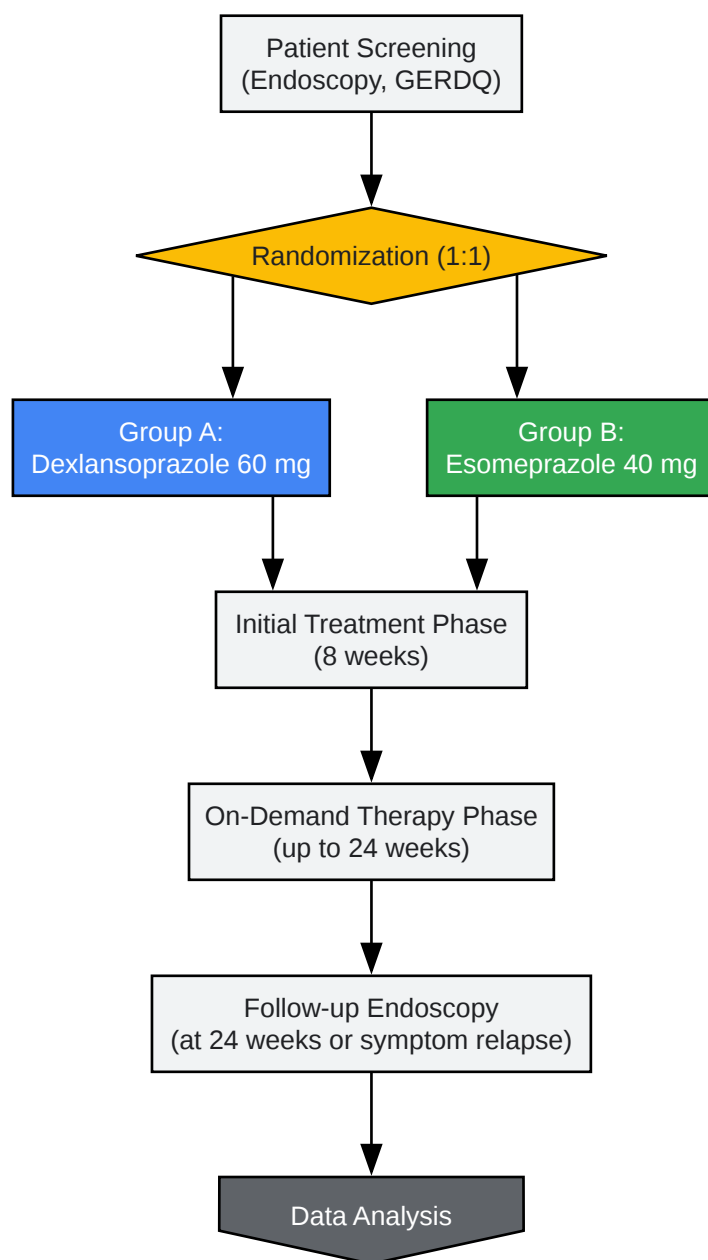 Patient Screening
(Endoscopy, GERDQ)
Randomization (1:1)
Group A:
Dexlansoprazole 60 mg
Group B:
Esomeprazole 40 mg
Initial Treatment Phase
(8 weeks)
On-Demand Therapy Phase
(up to 24 weeks)
Follow-up Endoscopy
(at 24 weeks or symptom relapse)
Data Analysis